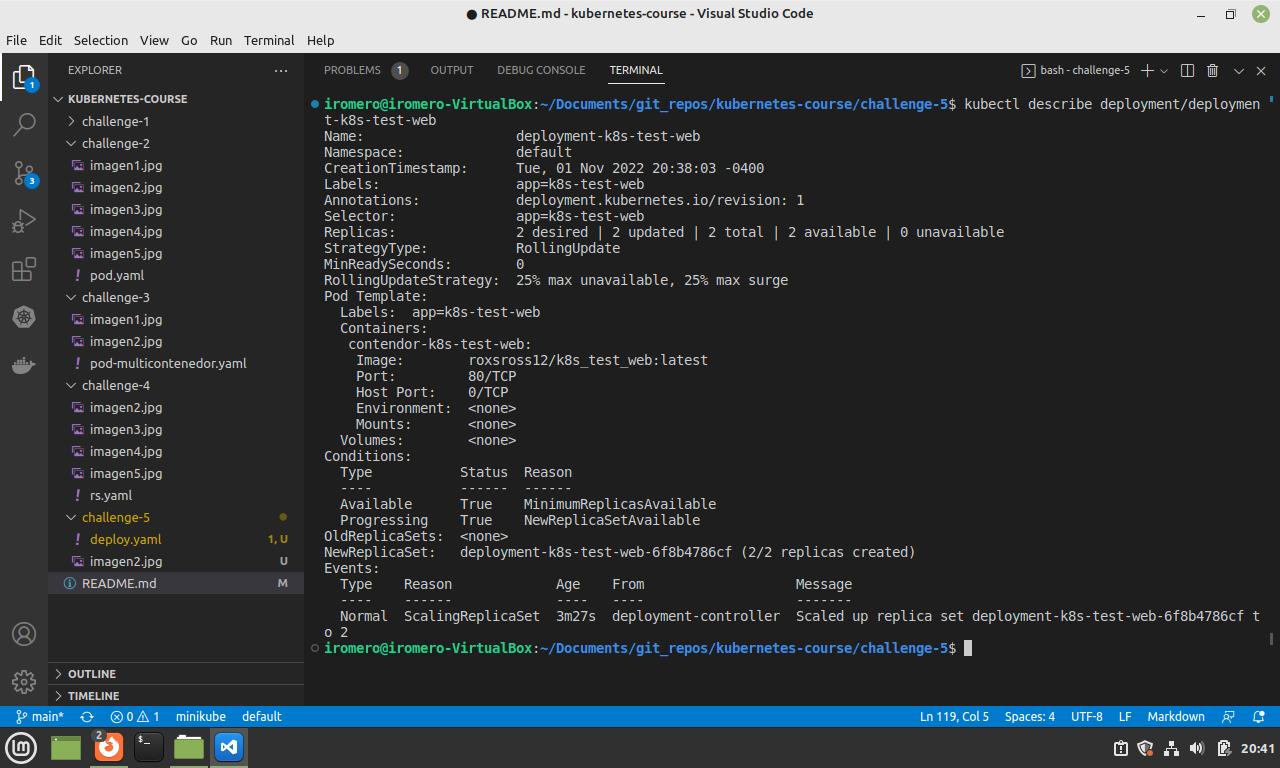 ● README.md - kubernetes-course - Visual Studio Code
File Edit Selection View Go Run Terminal Help
EXPLORER
KUBERNETES-COURSE
challenge-1
challenge-2
imagen1.jpg
imagen2.jpg
imagen3.jpg
imagen4.jpg
imagen5.jpg
! pod.yaml
challenge-3
imagen1.jpg
imagen2.jpg
! pod-multicontenedor.yaml
challenge-4
imagen2.jpg
imagen3.jpg
imagen4.jpg
imagen5.jpg
! rs.yaml
challenge-5
! deploy.yaml 1, U
imagen2.jpg U
README.md M
OUTLINE
TIMELINE
1
3
PROBLEMS 1 OUTPUT DEBUG CONSOLE TERMINAL bash - challenge-5
iromero@iromero-VirtualBox:~/Documents/git_repos/kubernetes-course/challenge-5$ kubectl describe deployment/deploymen
t-k8s-test-web
Name: deployment-k8s-test-web
Namespace: default
CreationTimestamp: Tue, 01 Nov 2022 20:38:03 -0400
Labels: app=k8s-test-web
Annotations: deployment.kubernetes.io/revision: 1
Selector: app=k8s-test-web
Replicas: 2 desired | 2 updated | 2 total | 2 available | 0 unavailable
StrategyType: RollingUpdate
MinReadySeconds: 0
RollingUpdateStrategy: 25% max unavailable, 25% max surge
Pod Template:
Labels: app=k8s-test-web
Containers:
contendor-k8s-test-web:
Image: roxsross12/k8s_test_web:latest
Port: 80/TCP
Host Port: 0/TCP
Environment: <none>
Mounts: <none>
Volumes: <none>
Conditions:
Type Status Reason
---- ------ ------
Available True MinimumReplicasAvailable
Progressing True NewReplicaSetAvailable
OldReplicaSets: <none>
NewReplicaSet: deployment-k8s-test-web-6f8b4786cf (2/2 replicas created)
Events:
Type Reason Age From Message
---- ------ ---- ---- -------
Normal ScalingReplicaSet 3m27s deployment-controller Scaled up replica set deployment-k8s-test-web-6f8b4786cf t
o 2
iromero@iromero-VirtualBox:~/Documents/git_repos/kubernetes-course/challenge-5$
main* 0 1 minikube default Ln 119, Col 5 Spaces: 4 UTF-8 LF Markdown
2 $_ 20:41